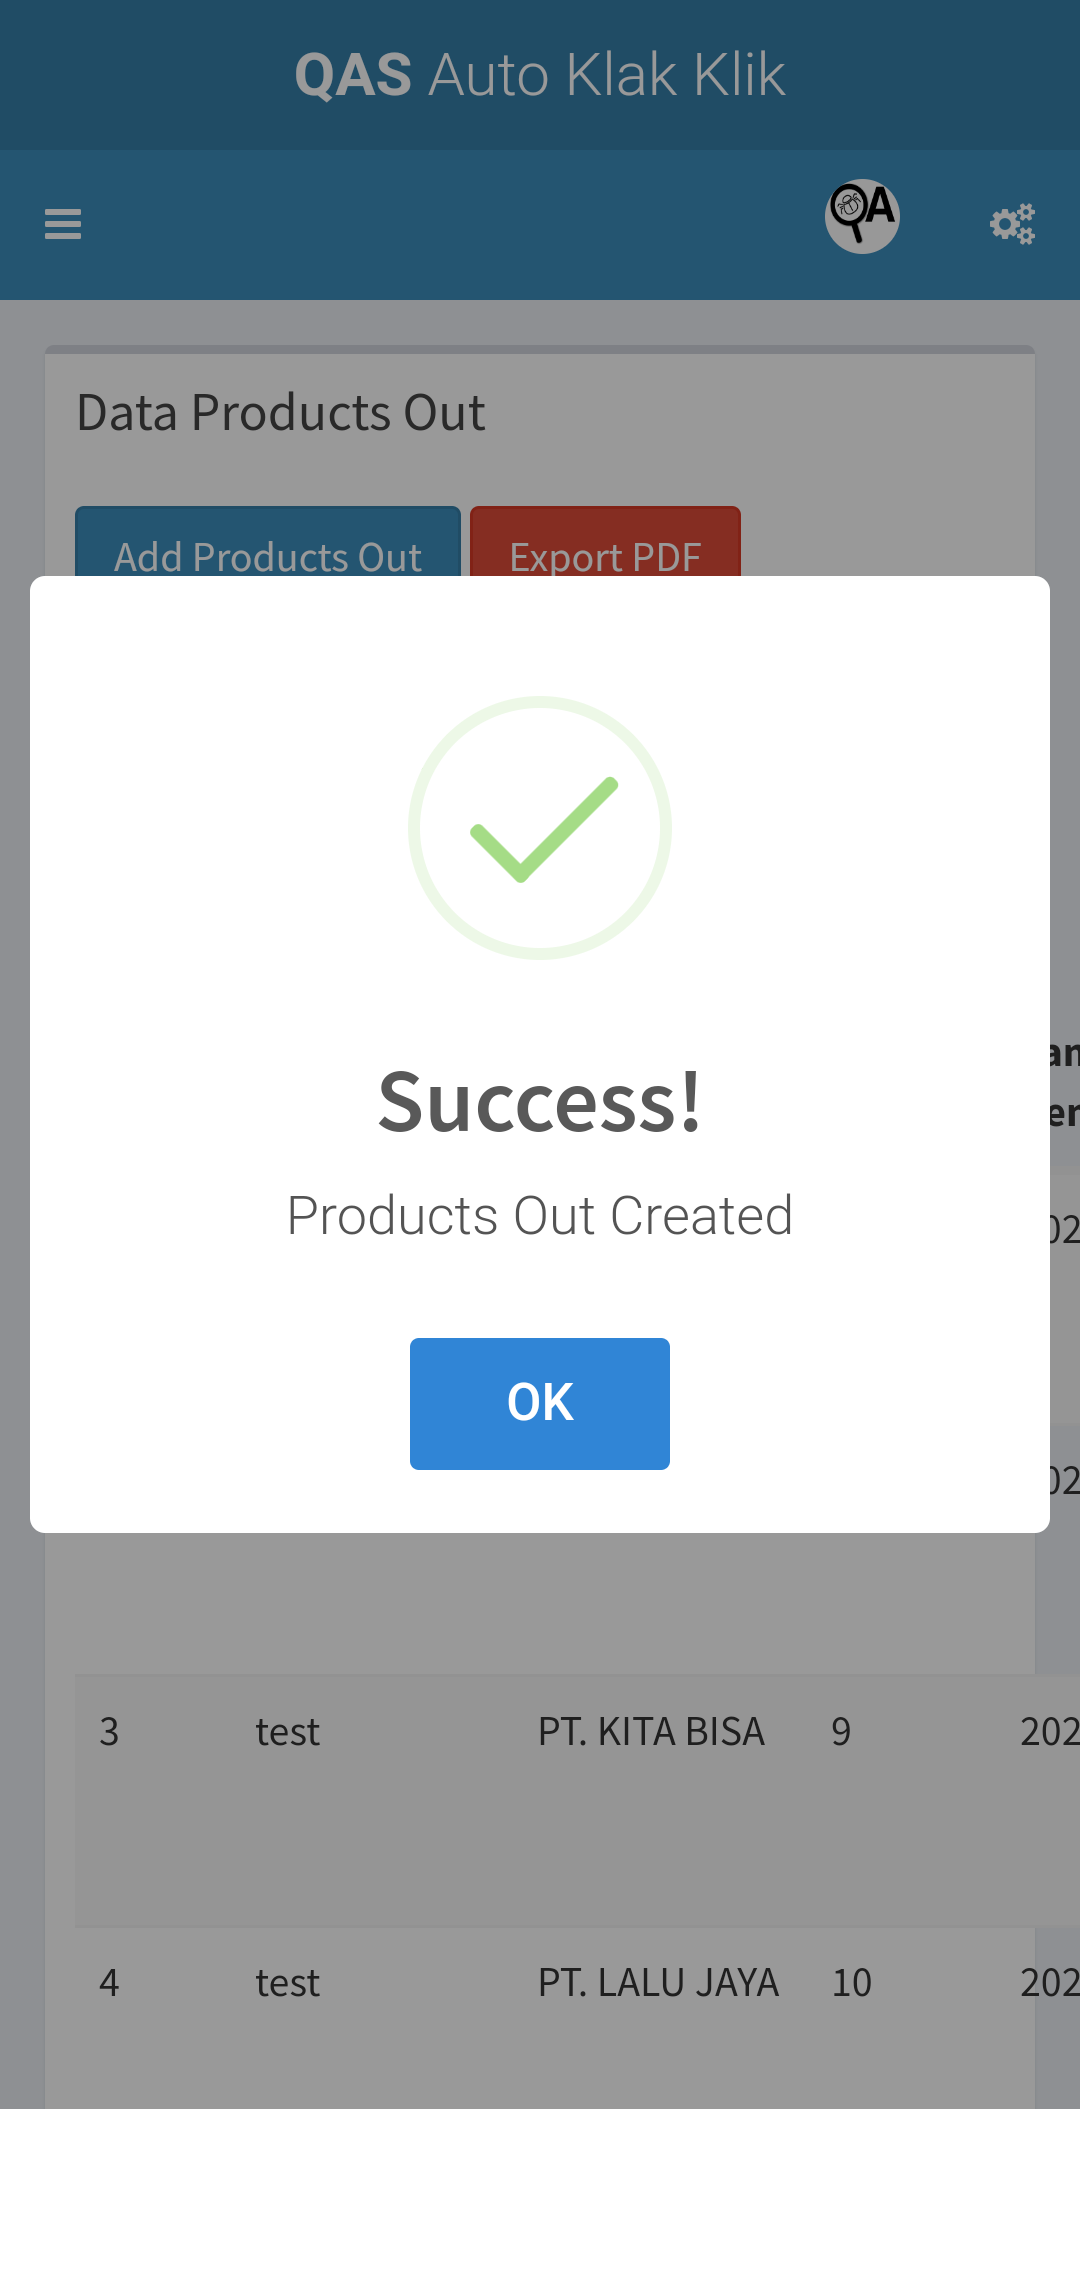 QAS Auto Klak Klik
QA
Data Products Out
Add Products Out
Export PDF
Success!
Products Out Created
OK
3 test PT. KITA BISA 9 202
4 test PT. LALU JAYA 10 202